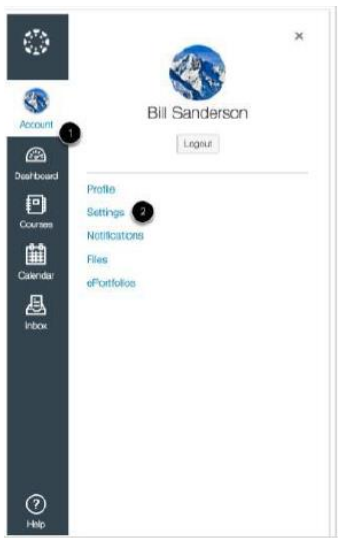 ×
Bill Sanderson
Logout
Account
1
Dashboard
Courses
Calendar
Inbox
Help
Profile
Settings 2
Notifications
Files
ePortfolios